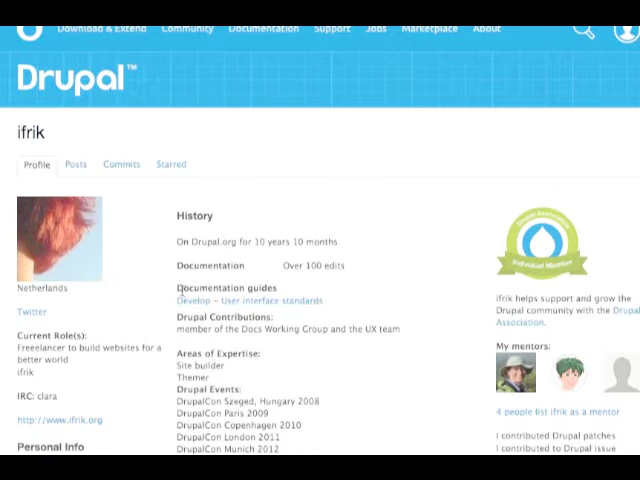 Download & Extend Community Documentation Support Jobs Marketplace About
Drupal™
ifrik
Profile Posts Commits Starred
History
On Drupal.org for 10 years 10 months
Documentation Over 100 edits
Documentation guides
Develop – User interface standards
Drupal Contributions:
member of the Docs Working Group and the UX team
Areas of Expertise:
Site builder
Themer
Drupal Events:
DrupalCon Szeged, Hungary 2008
DrupalCon Paris 2009
DrupalCon Copenhagen 2010
DrupalCon London 2011
DrupalCon Munich 2012
Netherlands
Twitter
Current Role(s):
Freelancer to build websites for a
better world
ifrik
IRC: clara
http://www.ifrik.org
Personal Info
Drupal Association
Individual Member
ifrik helps support and grow the
Drupal community with the Drupal
Association.
My mentors:
4 people list ifrik as a mentor
I contributed Drupal patches
I contributed to Drupal issue